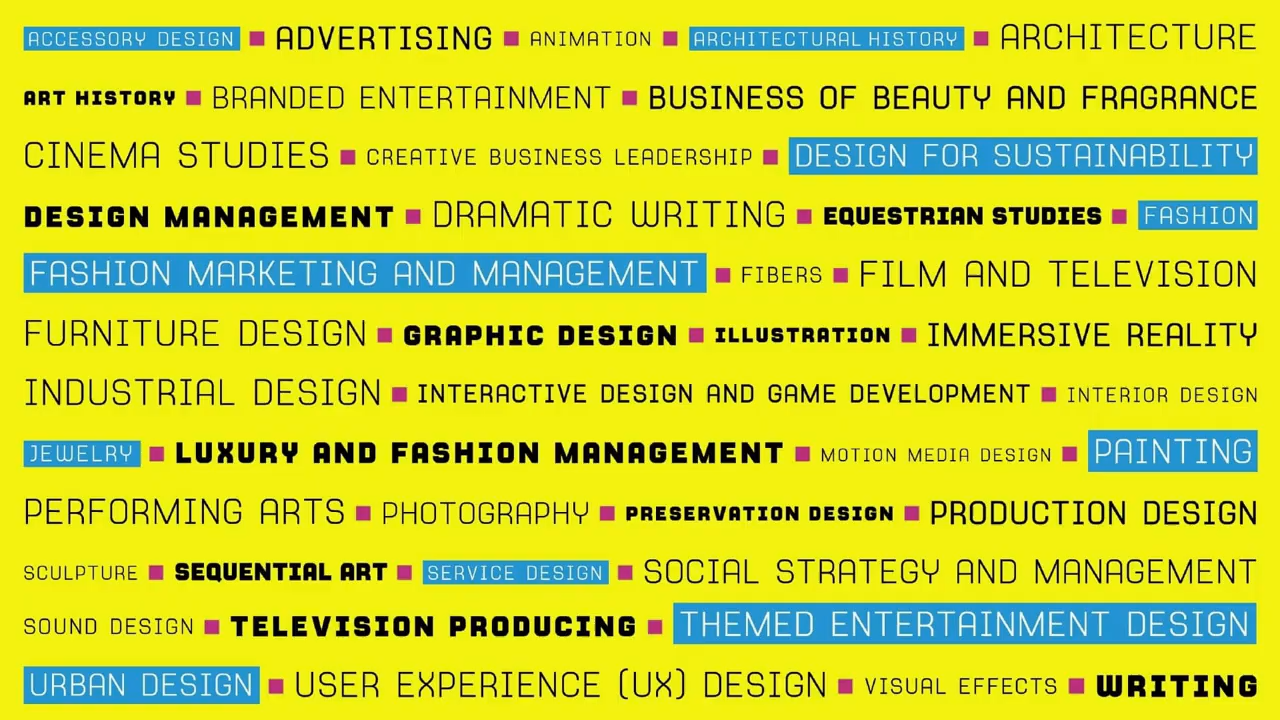 ACCESSORY DESIGN ■ ADVERTISING ■ ANIMATION ■ ARCHITECTURAL HISTORY ■ ARCHITECTURE
ART HISTORY ■ BRANDED ENTERTAINMENT ■ BUSINESS OF BEAUTY AND FRAGRANCE
CINEMA STUDIES ■ CREATIVE BUSINESS LEADERSHIP ■ DESIGN FOR SUSTAINABILITY
DESIGN MANAGEMENT ■ DRAMATIC WRITING ■ EQUESTRIAN STUDIES ■ FASHION
FASHION MARKETING AND MANAGEMENT ■ FIBERS ■ FILM AND TELEVISION
FURNITURE DESIGN ■ GRAPHIC DESIGN ■ ILLUSTRATION ■ IMMERSIVE REALITY
INDUSTRIAL DESIGN ■ INTERACTIVE DESIGN AND GAME DEVELOPMENT ■ INTERIOR DESIGN
JEWELRY ■ LUXURY AND FASHION MANAGEMENT ■ MOTION MEDIA DESIGN ■ PAINTING
PERFORMING ARTS ■ PHOTOGRAPHY ■ PRESERVATION DESIGN ■ PRODUCTION DESIGN
SCULPTURE ■ SEQUENTIAL ART ■ SERVICE DESIGN ■ SOCIAL STRATEGY AND MANAGEMENT
SOUND DESIGN ■ TELEVISION PRODUCING ■ THEMED ENTERTAINMENT DESIGN
URBAN DESIGN ■ USER EXPERIENCE (UX) DESIGN ■ VISUAL EFFECTS ■ WRITING